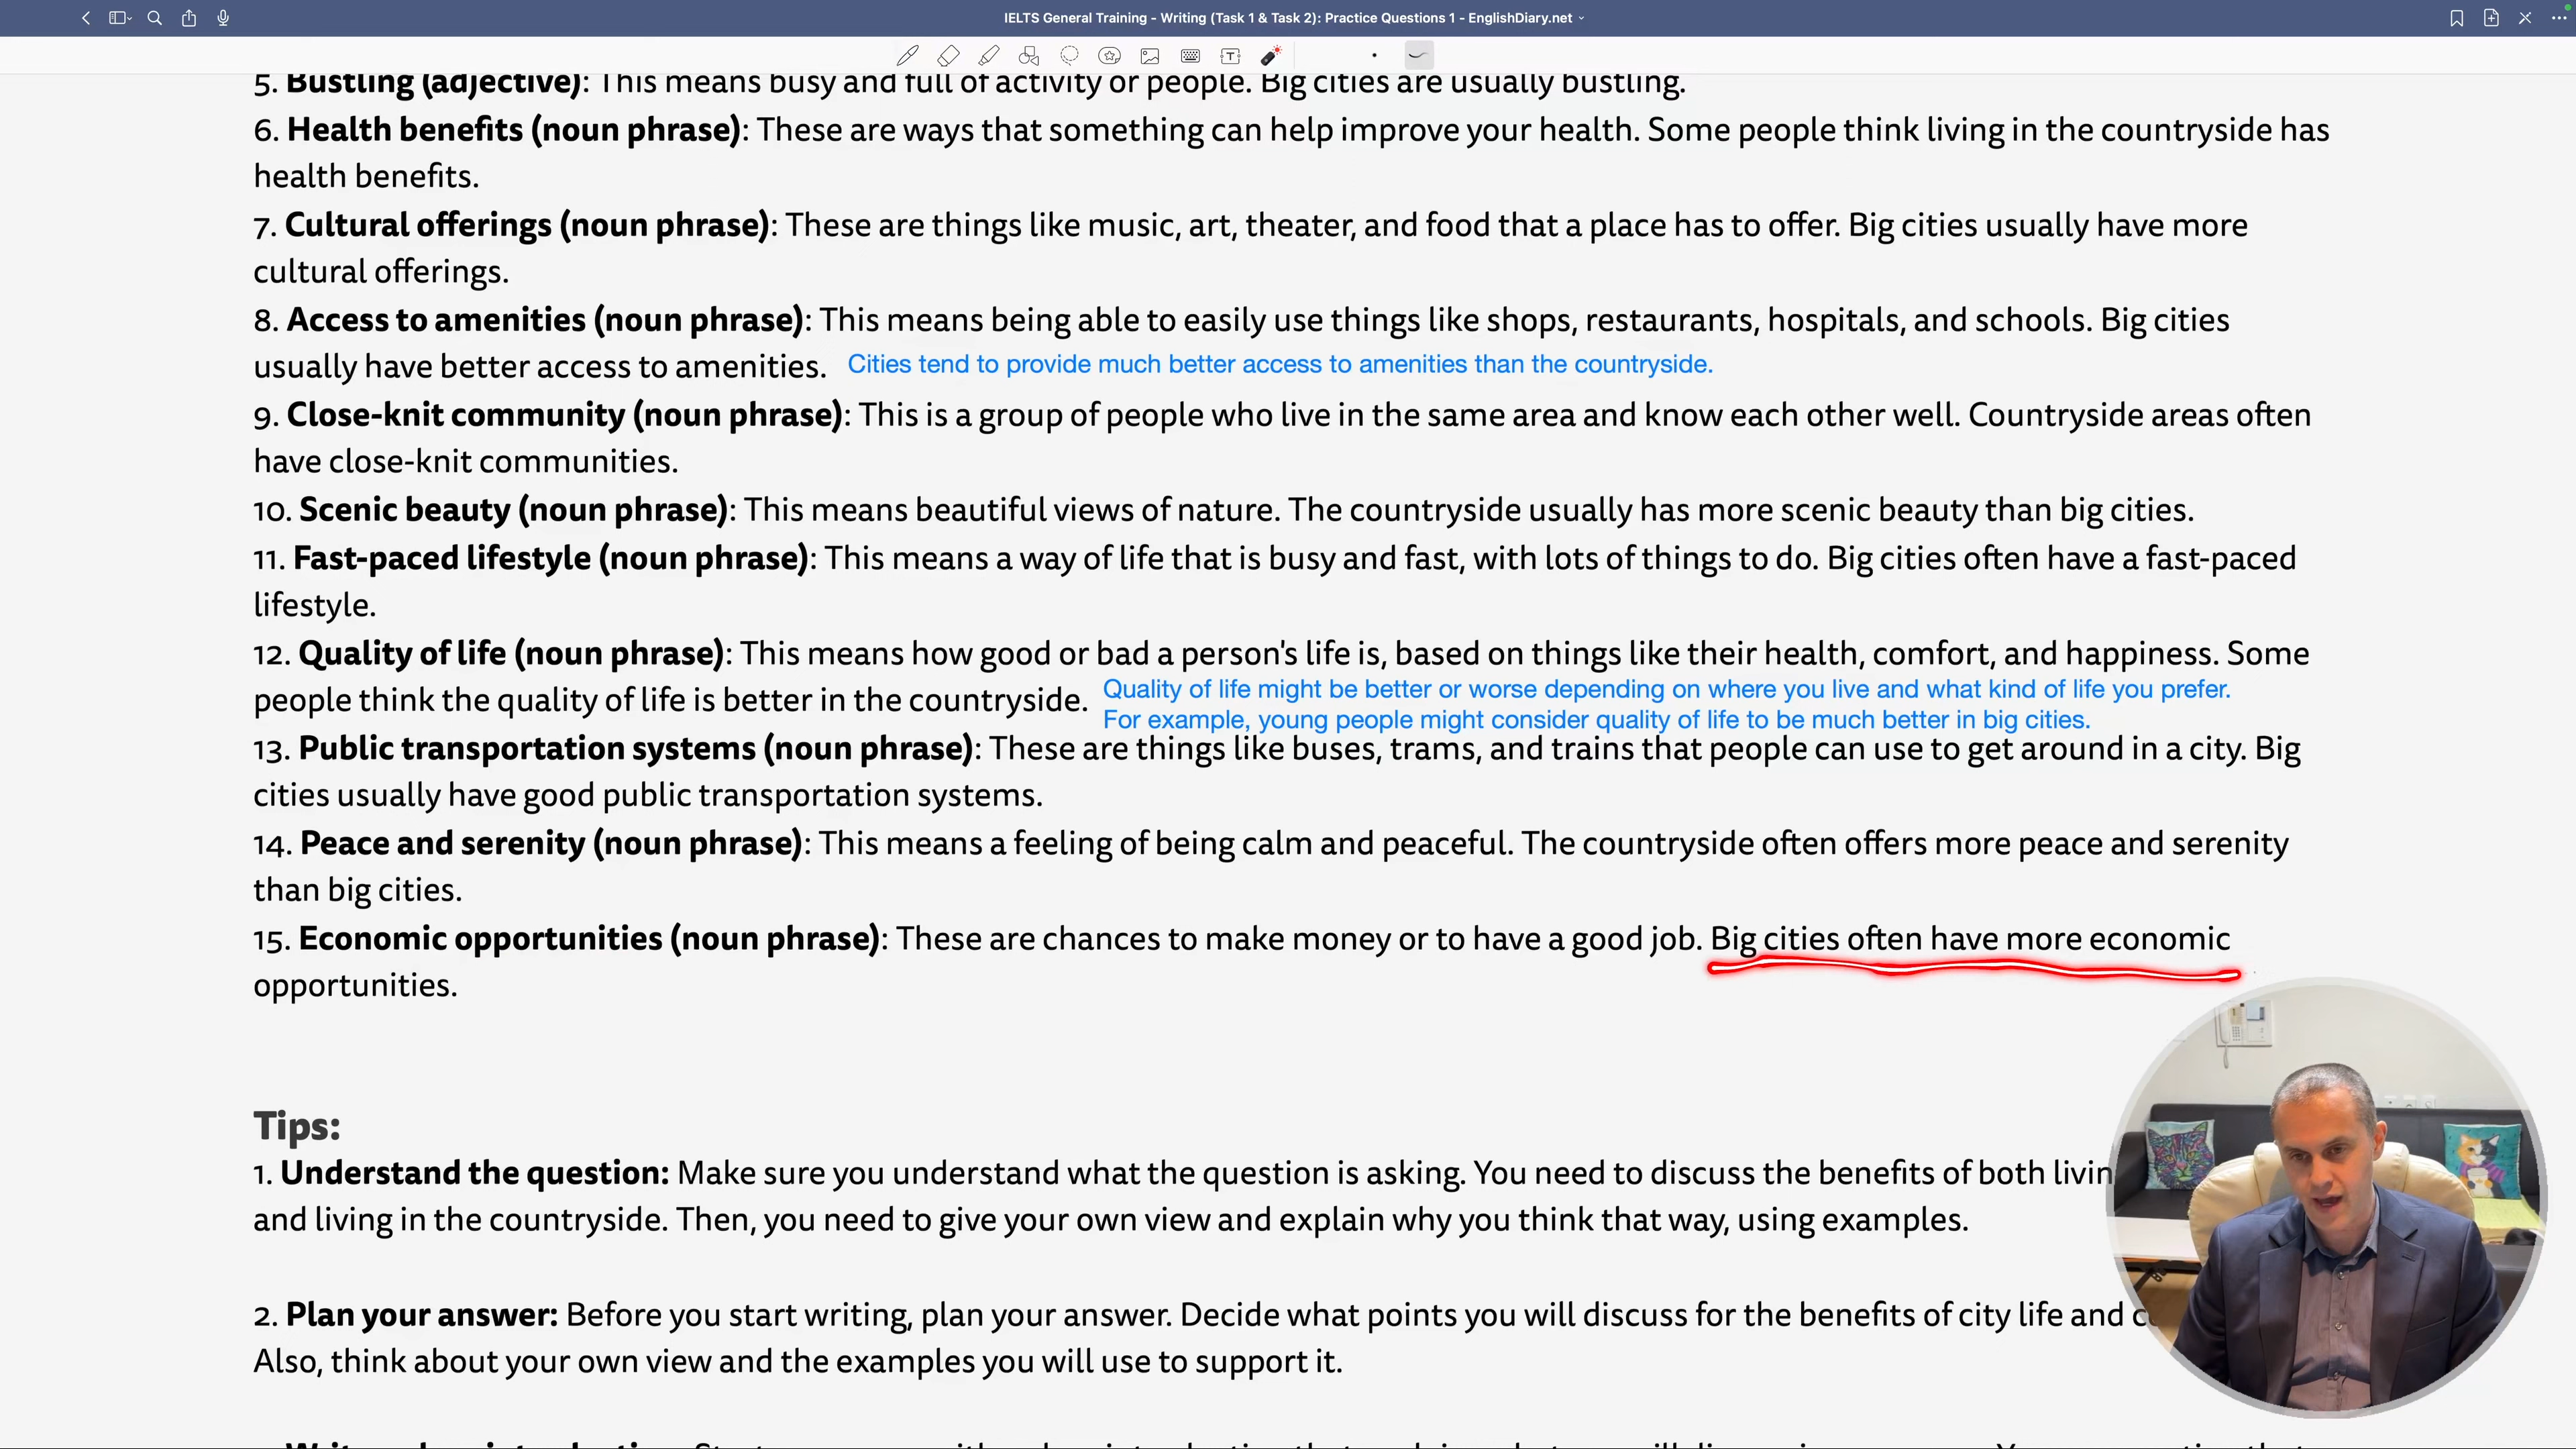 IELTS General Training - Writing (Task 1 & Task 2): Practice Questions 1 - EnglishDiary.net
5. Bustling (adjective): This means busy and full of activity or people. Big cities are usually bustling.
6. Health benefits (noun phrase): These are ways that something can help improve your health. Some people think living in the countryside has
health benefits.
7. Cultural offerings (noun phrase): These are things like music, art, theater, and food that a place has to offer. Big cities usually have more
cultural offerings.
8. Access to amenities (noun phrase): This means being able to easily use things like shops, restaurants, hospitals, and schools. Big cities
usually have better access to amenities. Cities tend to provide much better access to amenities than the countryside.
9. Close-knit community (noun phrase): This is a group of people who live in the same area and know each other well. Countryside areas often
have close-knit communities.
10. Scenic beauty (noun phrase): This means beautiful views of nature. The countryside usually has more scenic beauty than big cities.
11. Fast-paced lifestyle (noun phrase): This means a way of life that is busy and fast, with lots of things to do. Big cities often have a fast-paced
lifestyle.
12. Quality of life (noun phrase): This means how good or bad a person's life is, based on things like their health, comfort, and happiness. Some
people think the quality of life is better in the countryside. Quality of life might be better or worse depending on where you live and what kind of life you prefer.
For example, young people might consider quality of life to be much better in big cities.
13. Public transportation systems (noun phrase): These are things like buses, trams, and trains that people can use to get around in a city. Big
cities usually have good public transportation systems.
14. Peace and serenity (noun phrase): This means a feeling of being calm and peaceful. The countryside often offers more peace and serenity
than big cities.
15. Economic opportunities (noun phrase): These are chances to make money or to have a good job. Big cities often have more economic
opportunities.
Tips:
1. Understand the question: Make sure you understand what the question is asking. You need to discuss the benefits of both livin
and living in the countryside. Then, you need to give your own view and explain why you think that way, using examples.
2. Plan your answer: Before you start writing, plan your answer. Decide what points you will discuss for the benefits of city life and
Also, think about your own view and the examples you will use to support it.